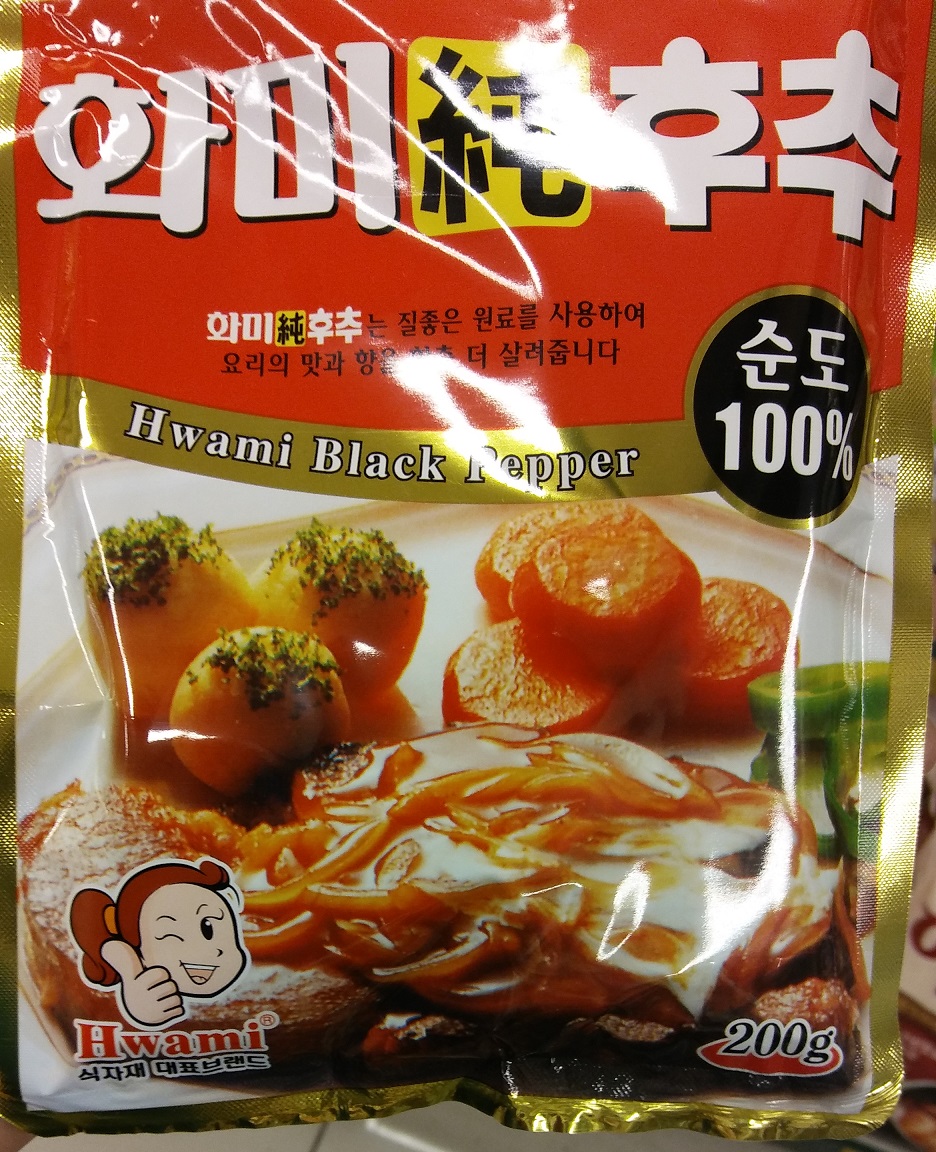 화미純후추
화미純후추는 질좋은 원료를 사용하여
요리의 맛과 향을 더 살려줍니다
순도
100%
Hwami Black Pepper
Hwami®
식자재 대표브랜드
200g